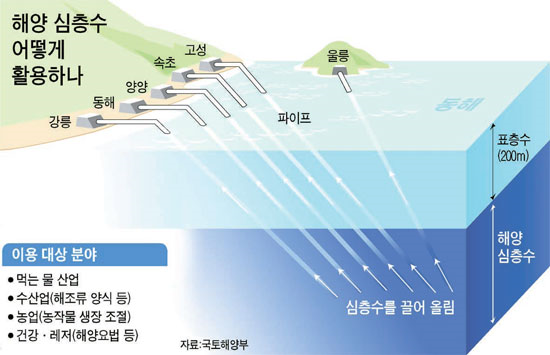 해양 심층수
어떻게
활용하나
고성
속초
양양
동해
강릉
울릉
파이프
동해
표층수
(200m)
해양
심층수
심층수를 끌어 올림
이용 대상 분야
● 먹는 물 산업
● 수산업(해조류 양식 등)
● 농업(농작물 생장 조절)
● 건강·레저(해양요법 등)
자료:국토해양부